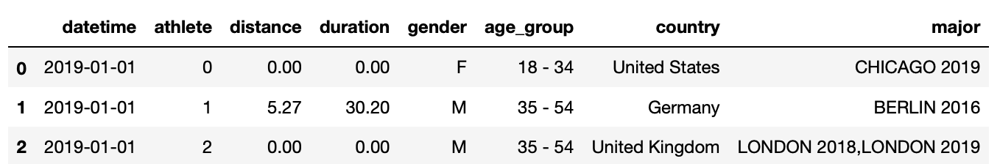 datetime athlete distance duration gender age_group country major
0 2019-01-01 0 0.00 0.00 F 18 - 34 United States CHICAGO 2019
1 2019-01-01 1 5.27 30.20 M 35 - 54 Germany BERLIN 2016
2 2019-01-01 2 0.00 0.00 M 35 - 54 United Kingdom LONDON 2018,LONDON 2019